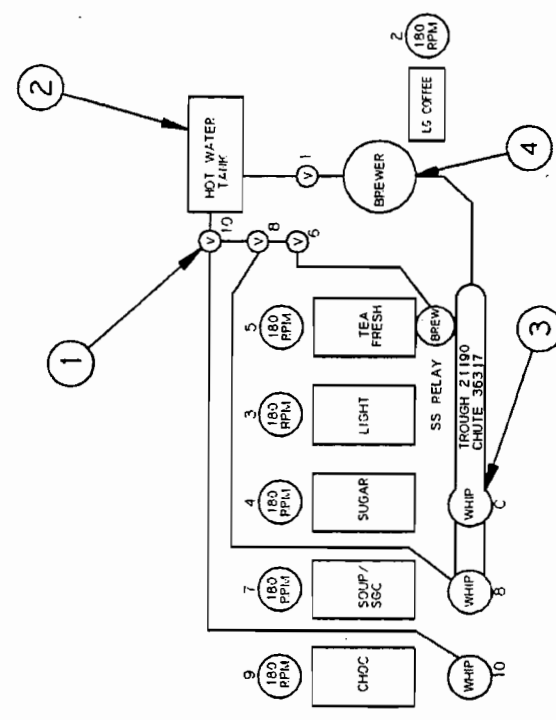 2
180
RPM
LG COFFEE
2
HOT WATER
TANK
V
1
BREWER
4
1
V
10
V
8
V
6
5
180
RPM
TEA
FRESH
BREW
SS RELAY
3
180
RPM
LIGHT
TROUGH 21190
CHUTE 36317
4
180
RPM
SUGAR
WHIP
C
3
7
180
RPM
SOUP/
SGC
WHIP
8
9
180
RPM
CHOC
WHIP
10